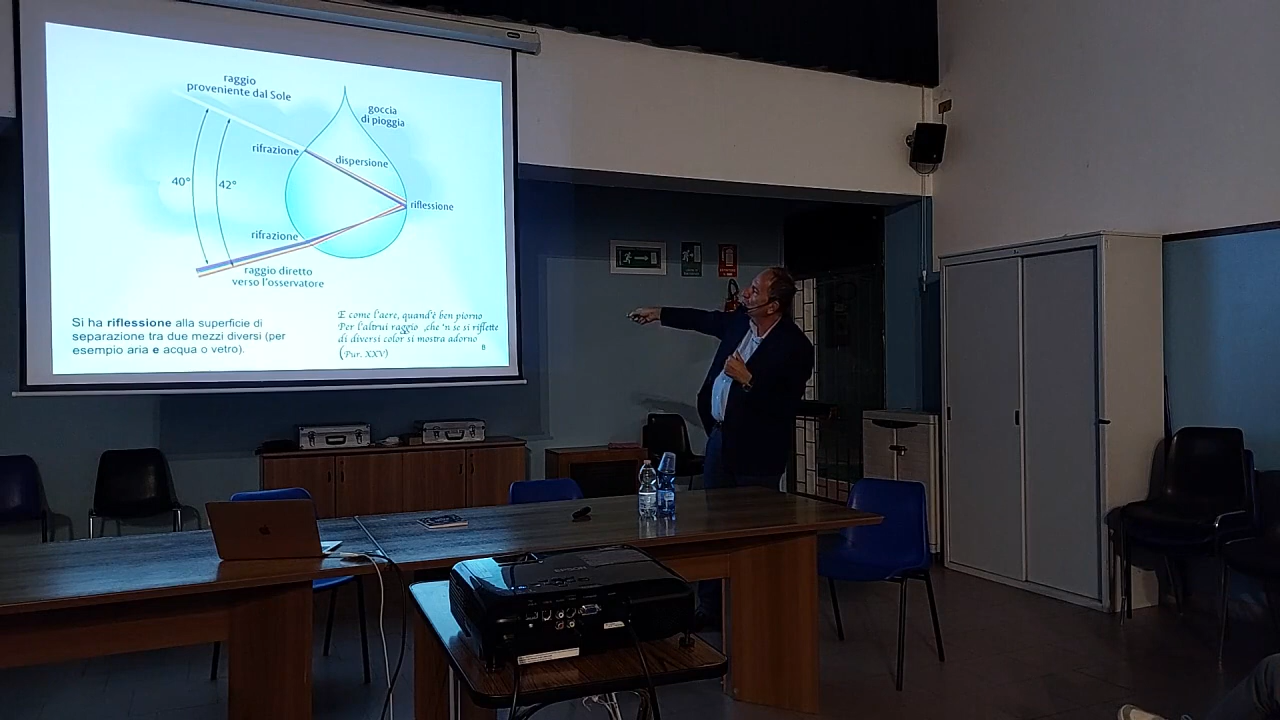 raggio
proveniente dal Sole
goccia
di pioggia
rifrazione
dispersione
40°
42°
riflessione
rifrazione
raggio diretto
verso l'osservatore
Si ha riflessione alla superficie di
separazione tra due mezzi diversi (per
esempio aria e acqua o vetro).
E come l'aere, quand'è ben piorno
Per l'altrui raggio ,che 'n se si riflette
di diversi color si mostra adorno
(Pur. XXV)
8
EPSON